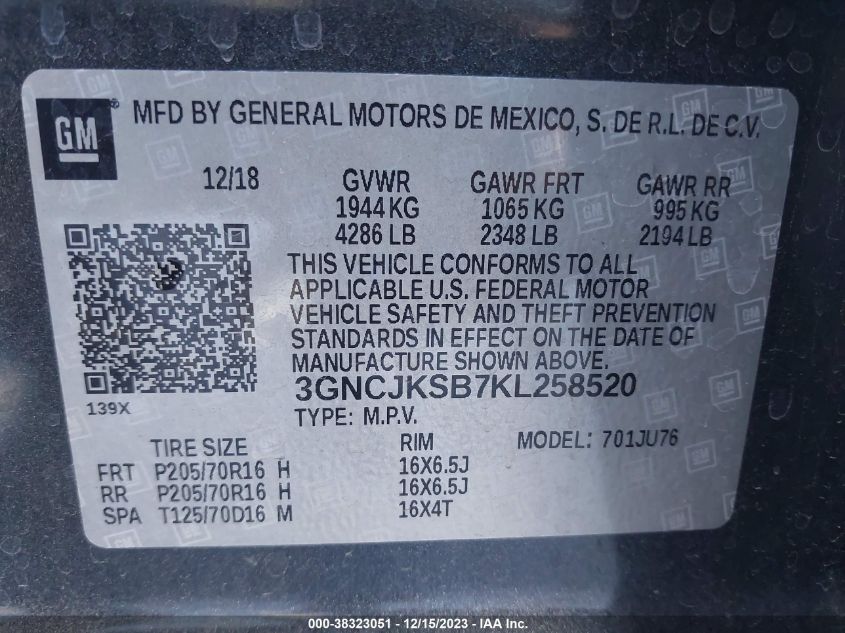 GM
MFD BY GENERAL MOTORS DE MEXICO, S. DE R.L. DE C.V.
12/18 GVWR GAWR FRT GAWR RR
1944 KG 1065 KG 995 KG
4286 LB 2348 LB 2194 LB
THIS VEHICLE CONFORMS TO ALL
APPLICABLE U.S. FEDERAL MOTOR
VEHICLE SAFETY AND THEFT PREVENTION
STANDARDS IN EFFECT ON THE DATE OF
MANUFACTURE SHOWN ABOVE.
3GNCJKSB7KL258520
139X
TYPE: M.P.V.
TIRE SIZE RIM MODEL: 701JU76
FRT P205/70R16 H 16X6.5J
RR P205/70R16 H 16X6.5J
SPA T125/70D16 M 16X4T
000-38323051 - 12/15/2023 - IAAI.COM